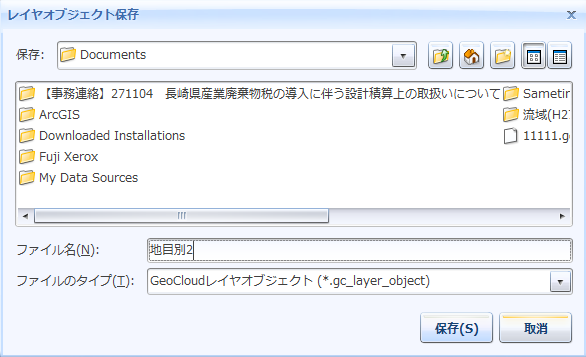 レイヤオブジェクト保存
保存:
Documents
【事務連絡】271104　長崎県産業廃棄物税の導入に伴う設計積算上の取扱いについて
ArcGIS
Downloaded Installations
Fuji Xerox
My Data Sources
流域(H27
11111.g
ファイル名(N):
地目別2
ファイルのタイプ(T):
GeoCloudレイヤオブジェクト (*.gc_layer_object)
保存(S)
取消